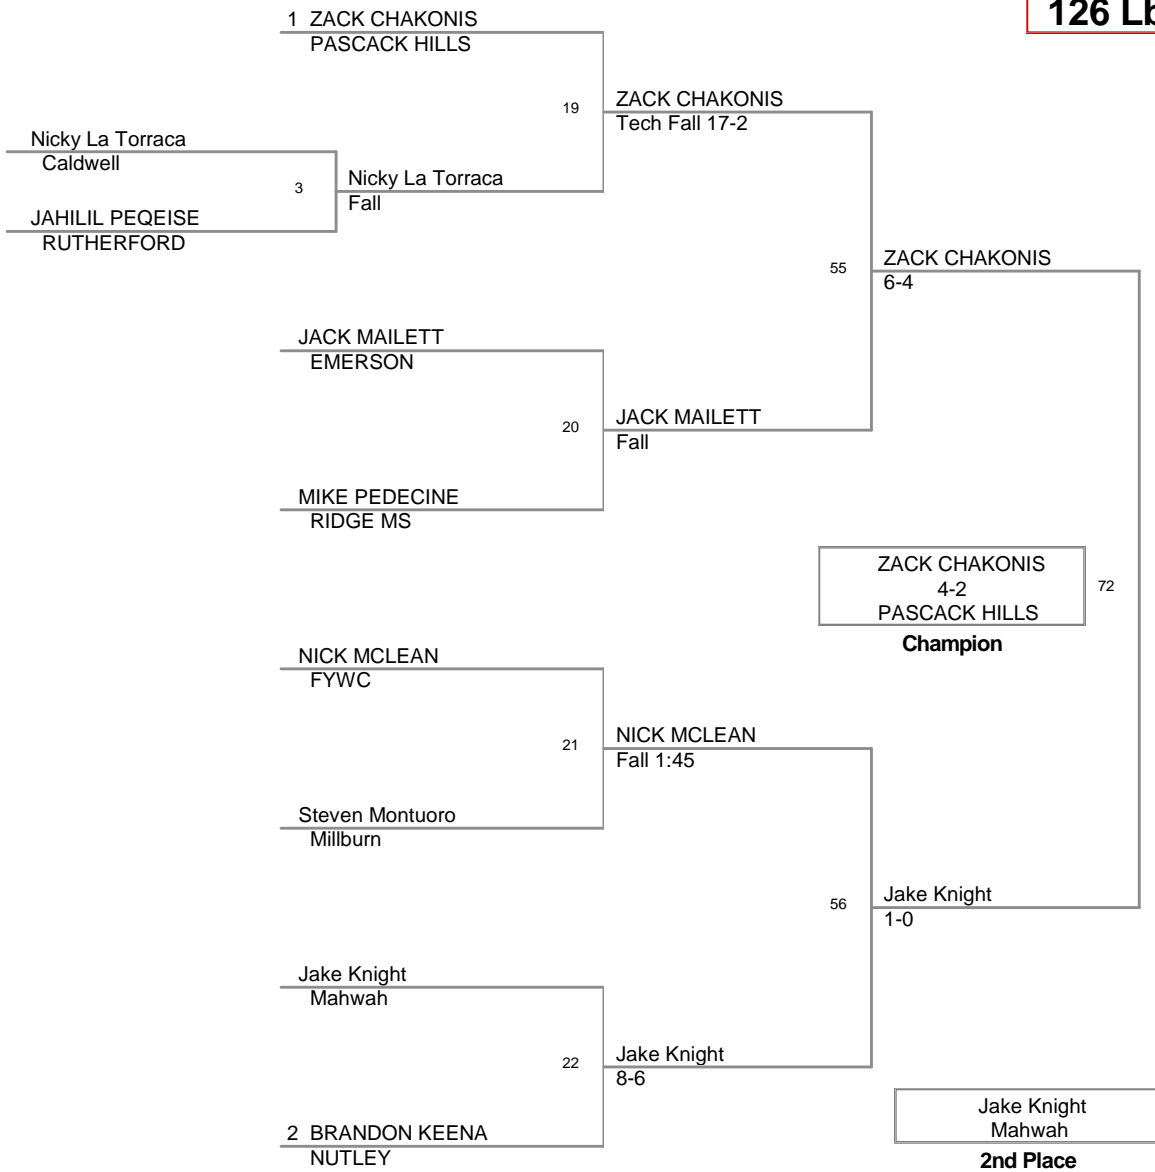 126 Lb
1 ZACK CHAKONIS
PASCACK HILLS
19
ZACK CHAKONIS
Tech Fall 17-2
Nicky La Torraca
Caldwell
3
Nicky La Torraca
Fall
JAHILIL PEQEISE
RUTHERFORD
55
ZACK CHAKONIS
6-4
JACK MAILETT
EMERSON
20
JACK MAILETT
Fall
MIKE PEDECINE
RIDGE MS
ZACK CHAKONIS
4-2
PASCACK HILLS
72
Champion
NICK MCLEAN
FYWC
21
NICK MCLEAN
Fall 1:45
Steven Montuoro
Millburn
56
Jake Knight
1-0
Jake Knight
Mahwah
22
Jake Knight
8-6
2 BRANDON KEENA
NUTLEY
Jake Knight
Mahwah
2nd Place